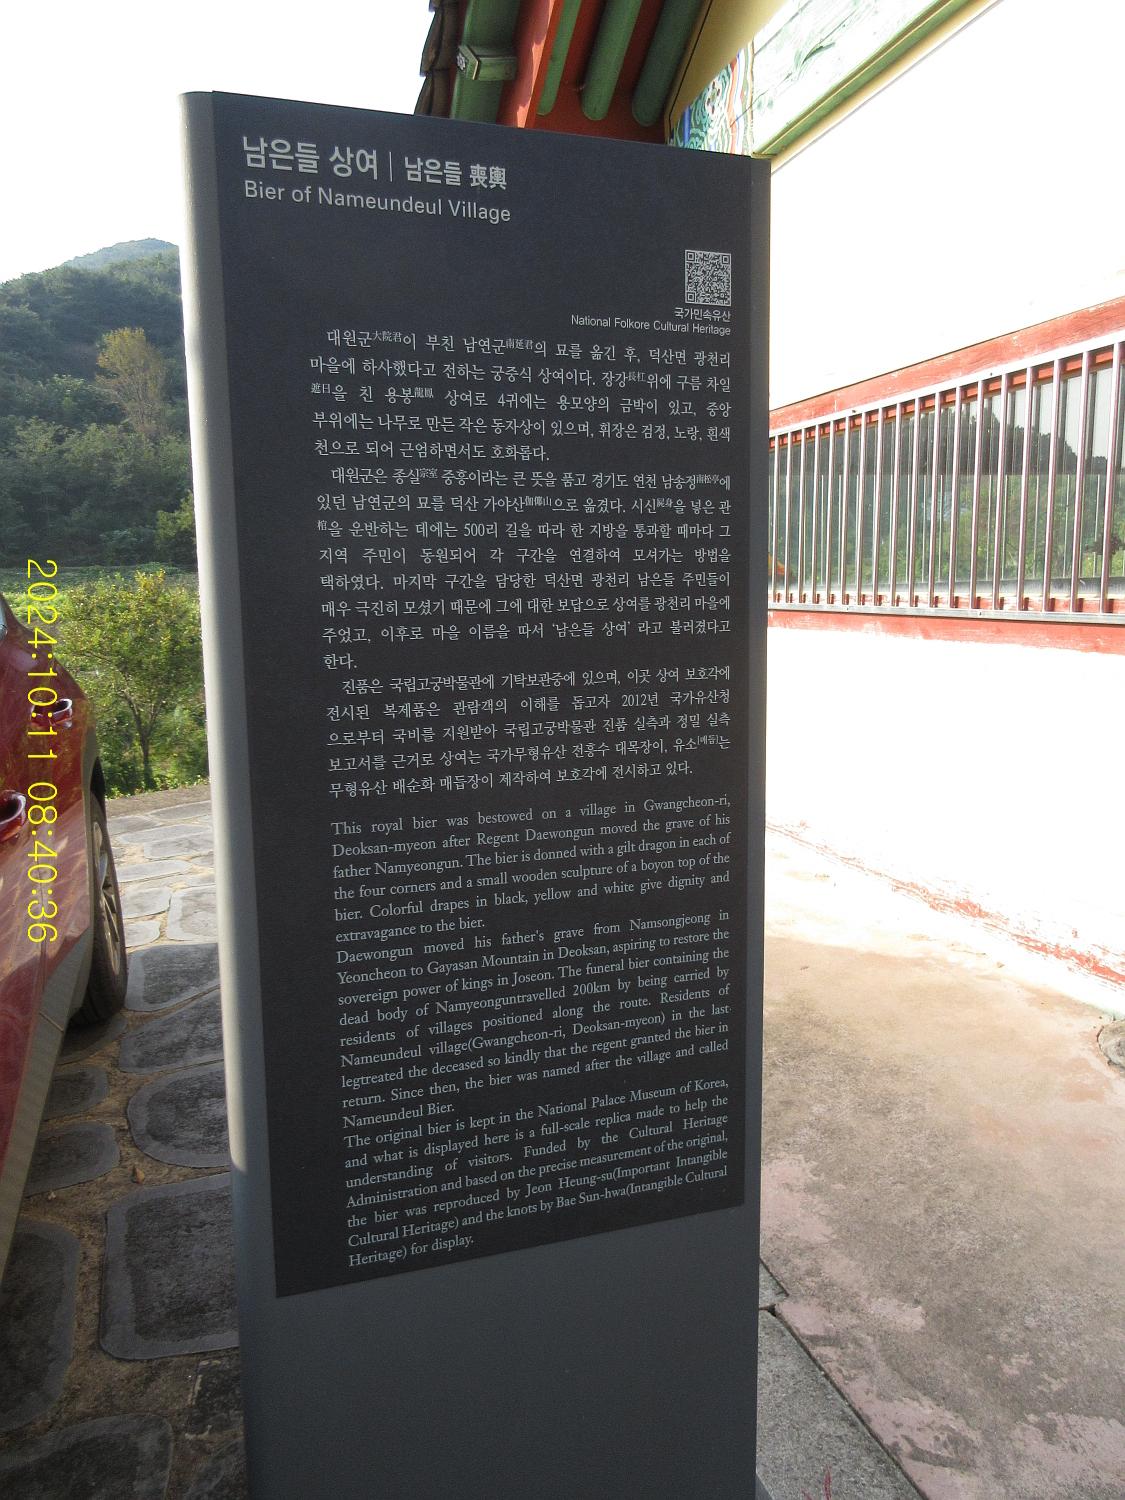 남은들 상여 | 남은들 喪輿
Bier of Nameundeul Village
국가민속유산
National Folkore Cultural Heritage
대원군大院君이 부친 남연군南延君의 묘를 옮긴 후, 덕산면 광천리
마을에 하사했다고 전하는 궁중식 상여이다. 장강長杠위에 구름 차일
遮日을 친 용봉龍鳳 상여로 4귀에는 용모양의 금박이 있고, 중앙
부위에는 나무로 만든 작은 동자상이 있으며, 휘장은 검정, 노랑, 흰색
천으로 되어 근엄하면서도 호화롭다.
대원군은 종실宗室 중흥이라는 큰 뜻을 품고 경기도 연천 남송정南松亭에
있던 남연군의 묘를 덕산 가야산伽倻山으로 옮겼다. 시신屍身을 넣은 관
棺을 운반하는 데에는 500리 길을 따라 한 지방을 통과할 때마다 그
지역 주민이 동원되어 각 구간을 연결하여 모셔가는 방법을
택하였다. 마지막 구간을 담당한 덕산면 광천리 남은들 주민들이
매우 극진히 모셨기 때문에 그에 대한 보답으로 상여를 광천리 마을에
주었고, 이후로 마을 이름을 따서 '남은들 상여' 라고 불러졌다고
한다.
진품은 국립고궁박물관에 기탁보관중에 있으며, 이곳 상여 보호각에
전시된 복제품은 관람객의 이해를 돕고자 2012년 국가유산청
으로부터 국비를 지원받아 국립고궁박물관 진품 실측과 정밀 실측
보고서를 근거로 상여는 국가무형유산 전흥수 대목장이, 유소[매듭]는
무형유산 배순화 매듭장이 제작하여 보호각에 전시하고 있다.
This royal bier was bestowed on a village in Gwangcheon-ri,
Deoksan-myeon after Regent Daewongun moved the grave of his
father Namyeongun. The bier is donned with a gilt dragon in each of
the four corners and a small wooden sculpture of a boyon top of the
bier. Colorful drapes in black, yellow and white give dignity and
extravagance to the bier.
Daewongun moved his father's grave from Namsongjeong in
Yeoncheon to Gayasan Mountain in Deoksan, aspiring to restore the
sovereign power of kings in Joseon. The funeral bier containing the
dead body of Namyeonguntravelled 200km by being carried by
residents of villages positioned along the route. Residents of
Nameundeul village(Gwangcheon-ri, Deoksan-myeon) in the last
legtreated the deceased so kindly that the regent granted the bier in
return. Since then, the bier was named after the village and called
Nameundeul Bier.
The original bier is kept in the National Palace Museum of Korea,
and what is displayed here is a full-scale replica made to help the
understanding of visitors. Funded by the Cultural Heritage
Administration and based on the precise measurement of the original,
the bier was reproduced by Jeon Heung-su(Important Intangible
Cultural Heritage) and the knots by Bae Sun-hwa(Intangible Cultural
Heritage) for display.
2024:10:11 08:40:36